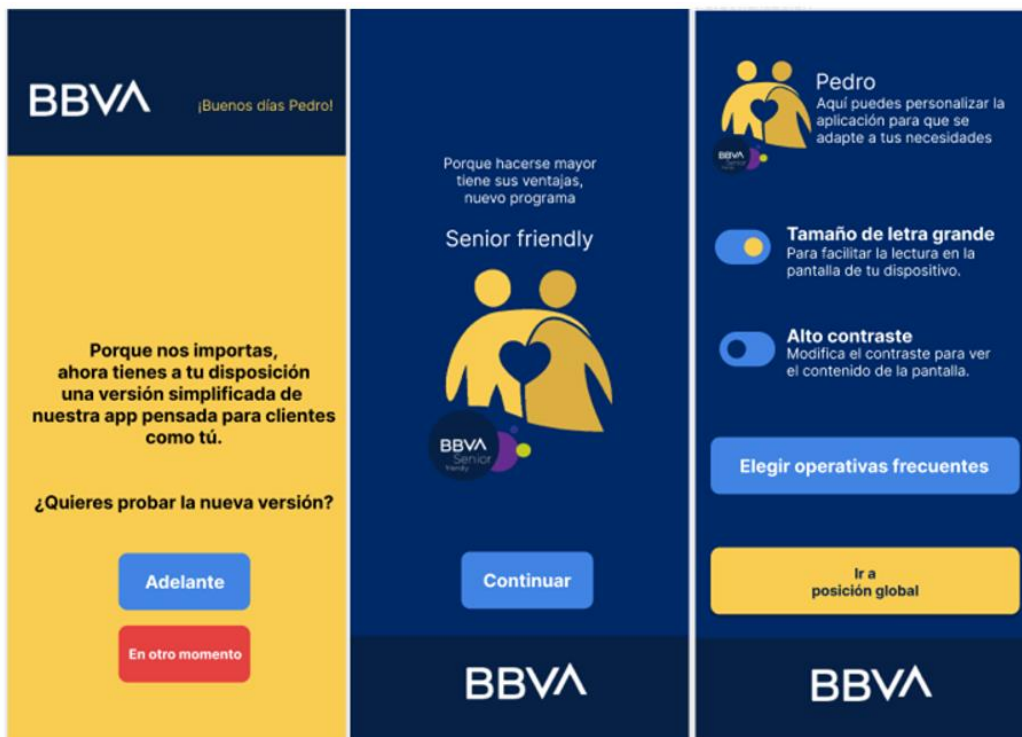 BBVA
¡Buenos días Pedro!
Porque nos importas,
ahora tienes a tu disposición
una versión simplificada de
nuestra app pensada para clientes
como tú.
¿Quieres probar la nueva versión?
Adelante
En otro momento
Porque hacerse mayor
tiene sus ventajas,
nuevo programa
Senior friendly
BBVA
Senior
friendly
Continuar
BBVA
Pedro
Aquí puedes personalizar la
aplicación para que se
adapte a tus necesidades
BBVA
Senior
Tamaño de letra grande
Para facilitar la lectura en la
pantalla de tu dispositivo.
Alto contraste
Modifica el contraste para ver
el contenido de la pantalla.
Elegir operativas frecuentes
Ir a
posición global
BBVA